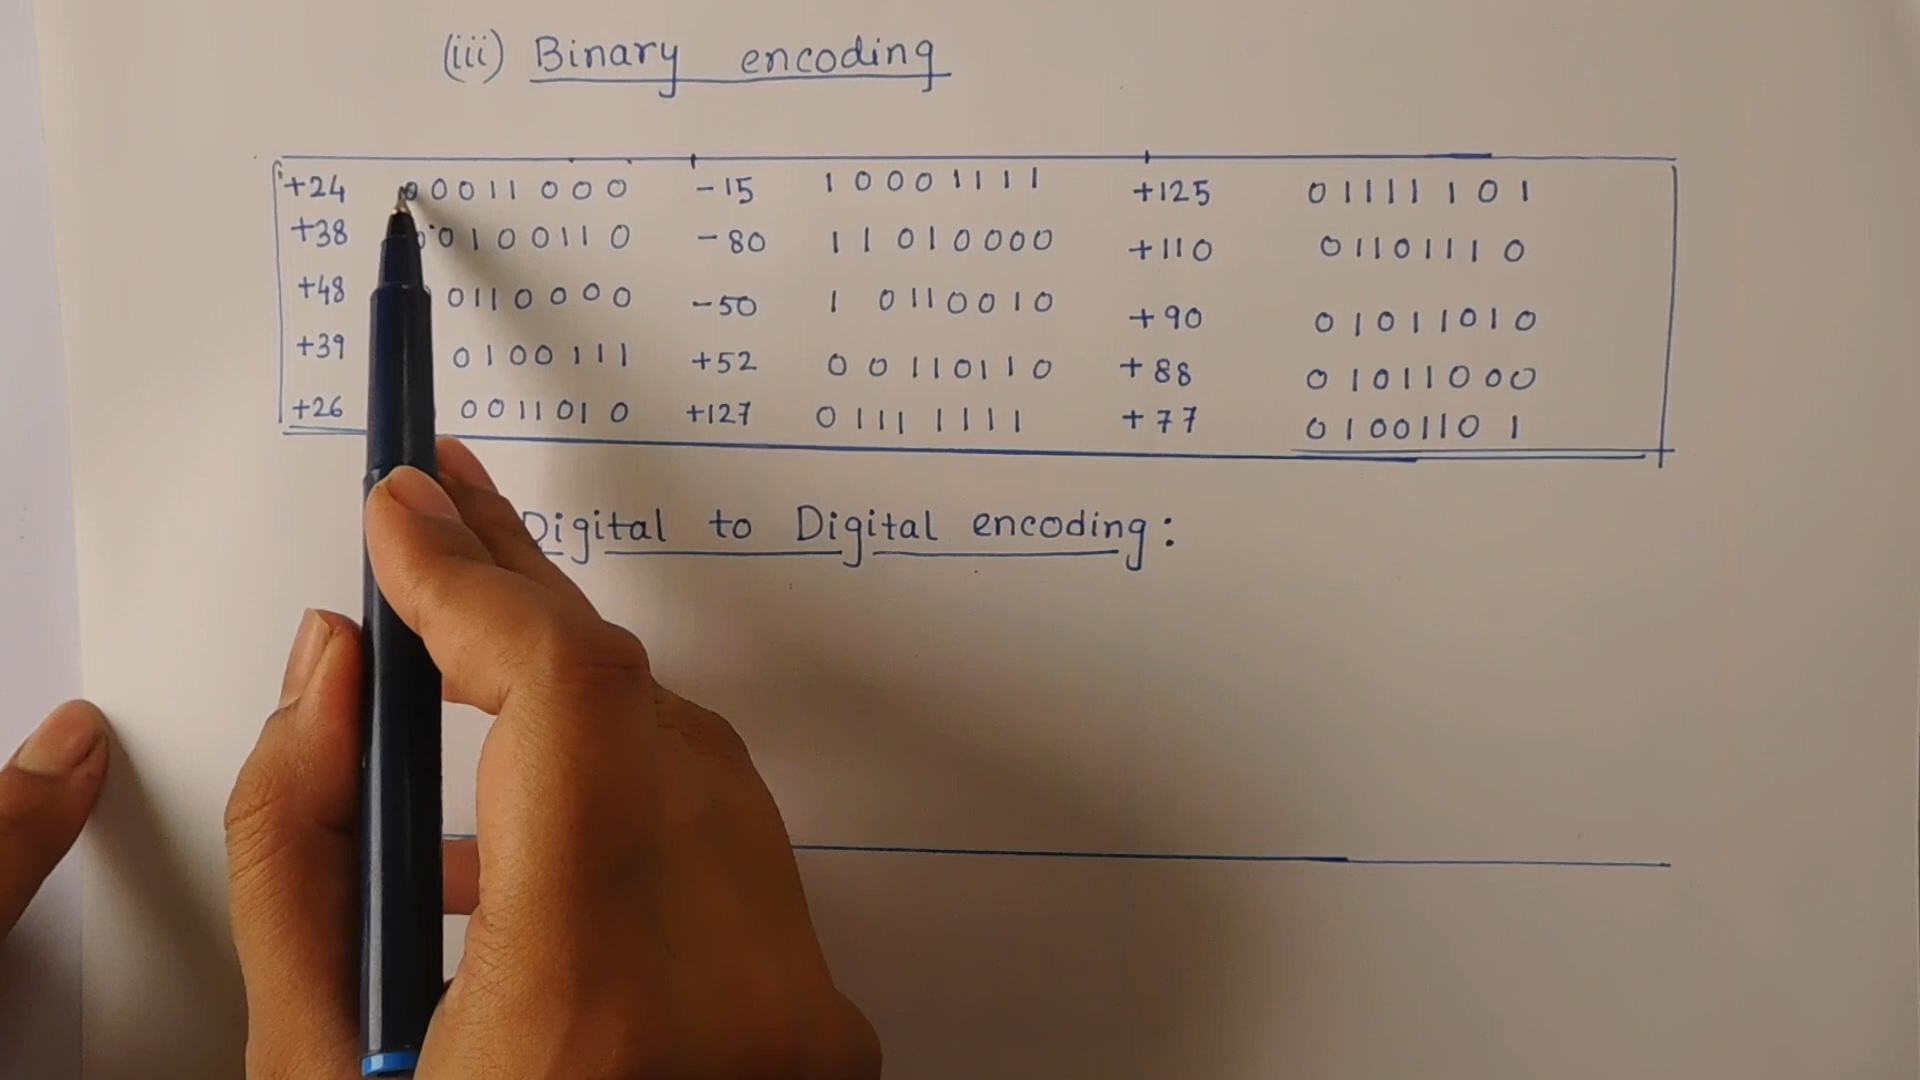 (iii) Binary encoding
+24 00011000 -15 10001111 +125 01111101
+38 00100110 -80 11010000 +110 01101110
+48 0110000 -50 10110010 +90 01011010
+39 0100111 +52 00110110 +88 01011000
+26 0011010 +127 01111111 +77 01001101
Digital to Digital encoding: